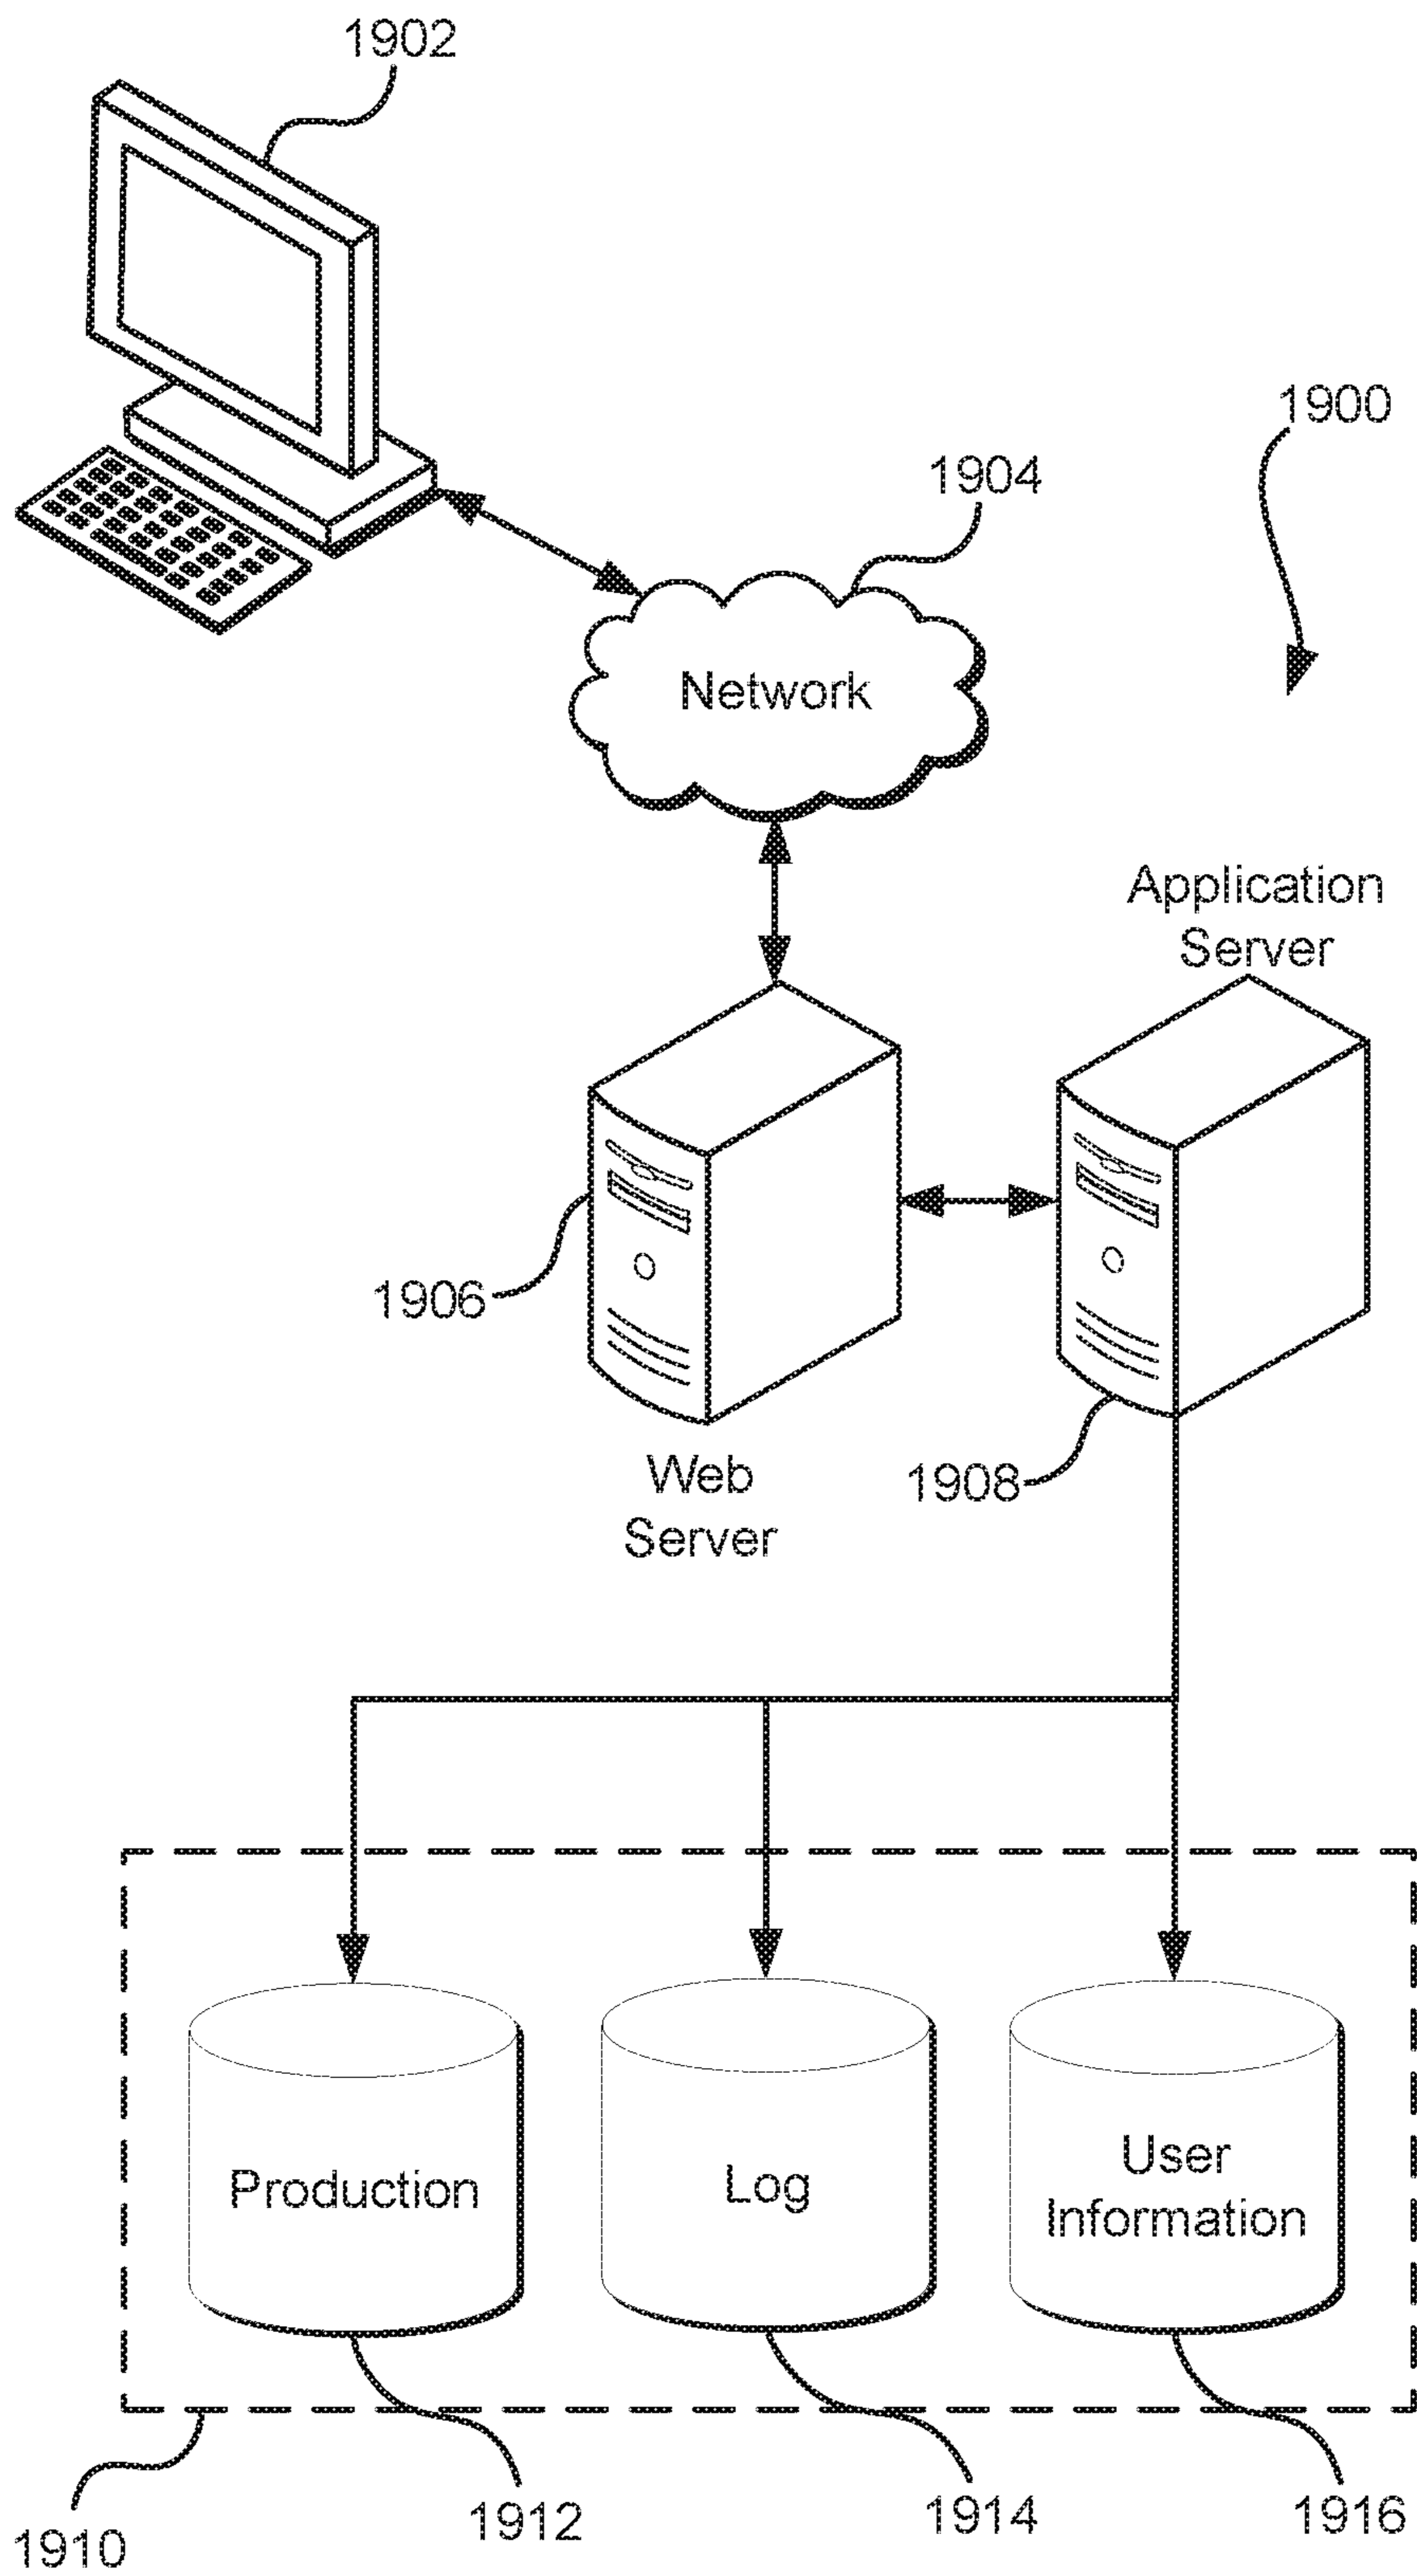 1902
1900
1904
Network
Application
Server
1906
1908
Web
Server
Production
Log
User
Information
1910
1912
1914
1916